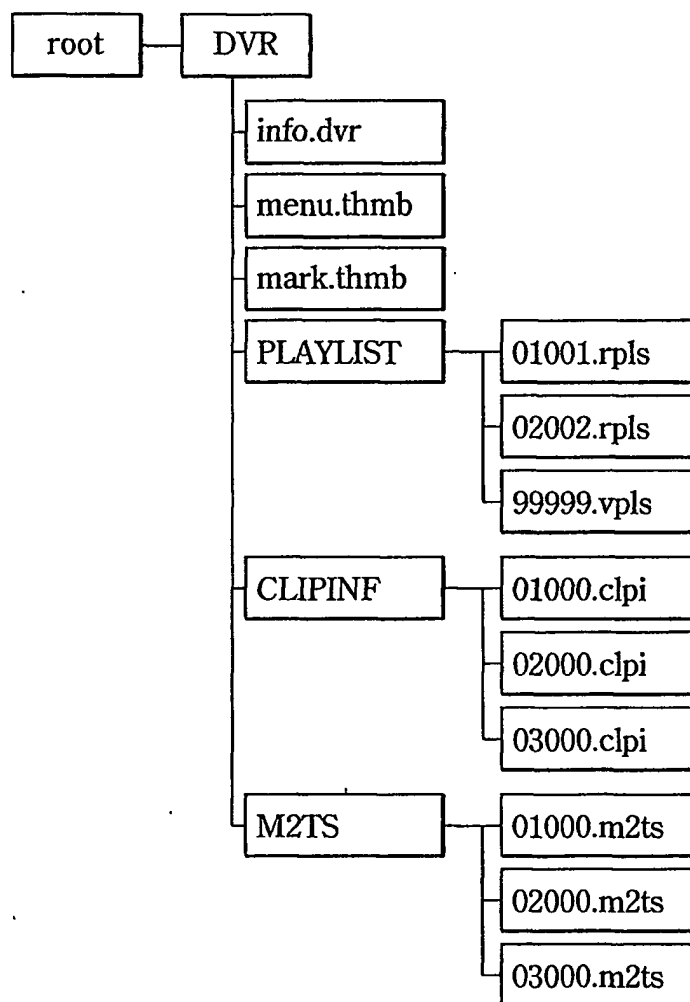 root
DVR
info.dvr
menu.thmb
mark.thmb
PLAYLIST
01001.rpls
02002.rpls
99999.vpls
CLIPINF
01000.clpi
02000.clpi
03000.clpi
M2TS
01000.m2ts
02000.m2ts
03000.m2ts